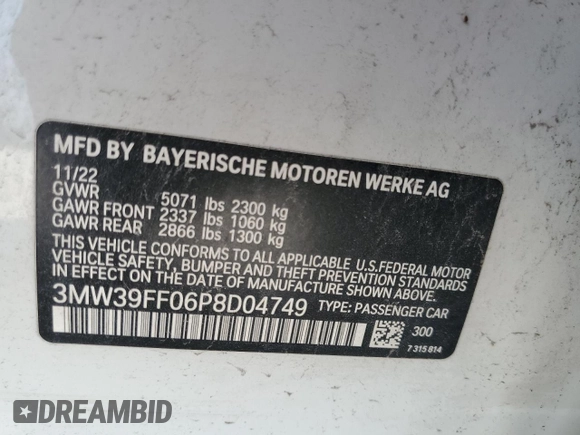 MFD BY BAYERISCHE MOTOREN WERKE AG
11/22
GVWR 5071 lbs 2300 kg
GAWR FRONT 2337 lbs 1060 kg
GAWR REAR 2866 lbs 1300 kg
THIS VEHICLE CONFORMS TO ALL APPLICABLE U.S.FEDERAL MOTOR
VEHICLE SAFETY, BUMPER AND THEFT PREVENTION STANDARDS
IN EFFECT ON THE DATE OF MANUFACTURE SHOWN ABOVE.
3MW39FF06P8D04749 TYPE: PASSENGER CAR
300
7 315 814
DREAMBID